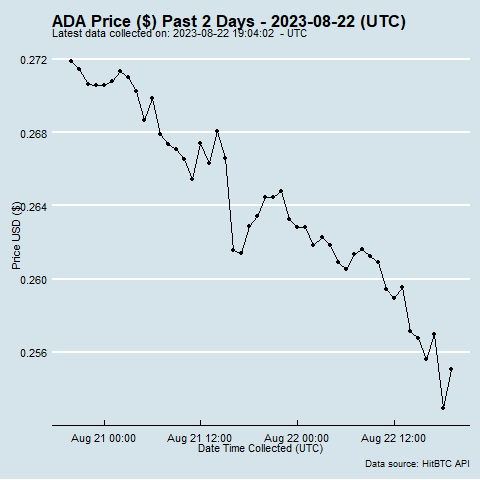 ADA Price ($) Past 2 Days - 2023-08-22 (UTC)
Latest data collected on: 2023-08-22 19:04:02  - UTC
0.272
0.268
0.264
0.260
0.256
Price USD ($)
Aug 21 00:00 Aug 21 12:00 Aug 22 00:00 Aug 22 12:00
Date Time Collected (UTC)
Data source: HitBTC API